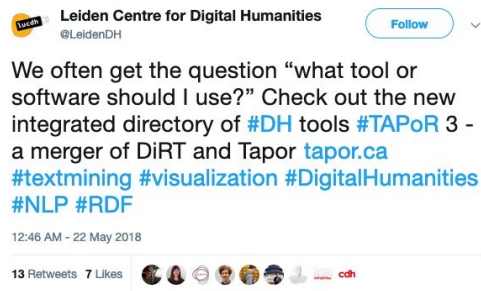 lucdh
Leiden Centre for Digital Humanities
@LeidenDH
Follow
We often get the question “what tool or
software should I use?” Check out the new
integrated directory of #DH tools #TAPoR 3 -
a merger of DiRT and Tapor tapor.ca
#textmining #visualization #DigitalHumanities
#NLP #RDF
12:46 AM - 22 May 2018
13 Retweets 7 Likes
cdh